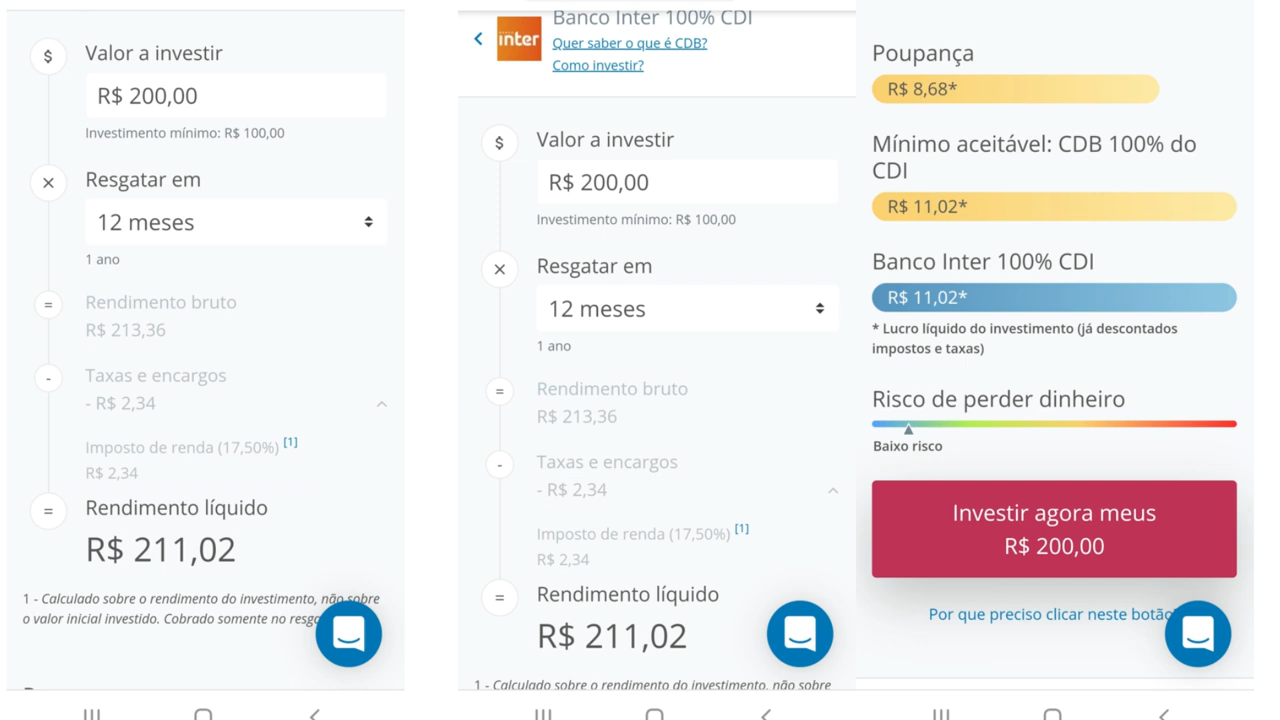 Valor a investir
R$ 200,00
Investimento mínimo: R$ 100,00
Resgatar em
12 meses
1 ano
Rendimento bruto
R$ 213,36
Taxas e encargos
- R$ 2,34
Imposto de renda (17,50%) [1]
R$ 2,34
Rendimento líquido
R$ 211,02
1 - Calculado sobre o rendimento do investimento, não sobre
o valor inicial investido. Cobrado somente no
Banco Inter 100% CDI
inter
Quer saber o que é CDB?
Como investir?
Valor a investir
R$ 200,00
Investimento mínimo: R$ 100,00
Resgatar em
12 meses
1 ano
Rendimento bruto
R$ 213,36
Taxas e encargos
- R$ 2,34
Imposto de renda (17,50%) [1]
R$ 2,34
Rendimento líquido
R$ 211,02
1 - Calculado sobre o rendimento do investimento, não sobre
Poupança
R$ 8,68*
Mínimo aceitável: CDB 100% do
CDI
R$ 11,02*
Banco Inter 100% CDI
R$ 11,02*
* Lucro líquido do investimento (já descontados
impostos e taxas)
Risco de perder dinheiro
Baixo risco
Investir agora meus
R$ 200,00
Por que preciso clicar neste botão